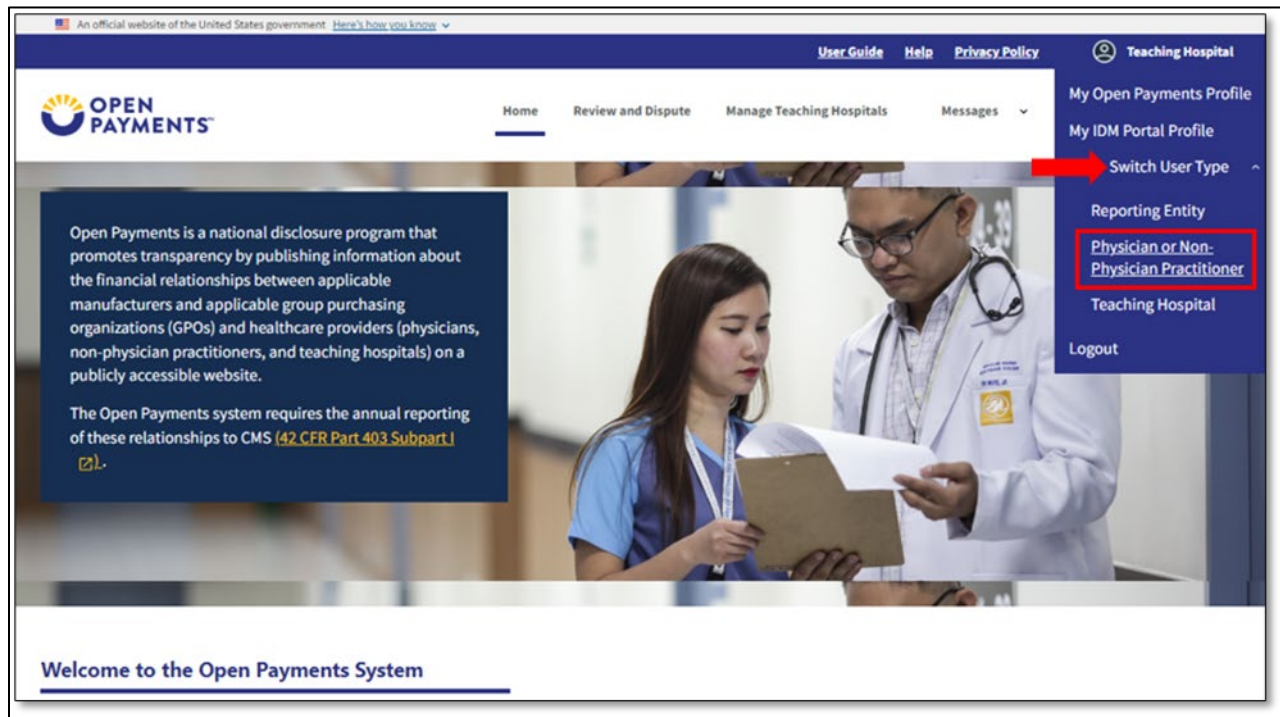 An official website of the United States government Here's how you know
User Guide Help Privacy Policy Teaching Hospital
OPEN
PAYMENTS
Home Review and Dispute Manage Teaching Hospitals Messages
My Open Payments Profile
My IDM Portal Profile
Switch User Type
Reporting Entity
Physician or Non-
Physician Practitioner
Teaching Hospital
Logout
Open Payments is a national disclosure program that
promotes transparency by publishing information about
the financial relationships between applicable
manufacturers and applicable group purchasing
organizations (GPOs) and healthcare providers (physicians,
non-physician practitioners, and teaching hospitals) on a
publicly accessible website.
The Open Payments system requires the annual reporting
of these relationships to CMS (42 CFR Part 403 Subpart I
).
Welcome to the Open Payments System